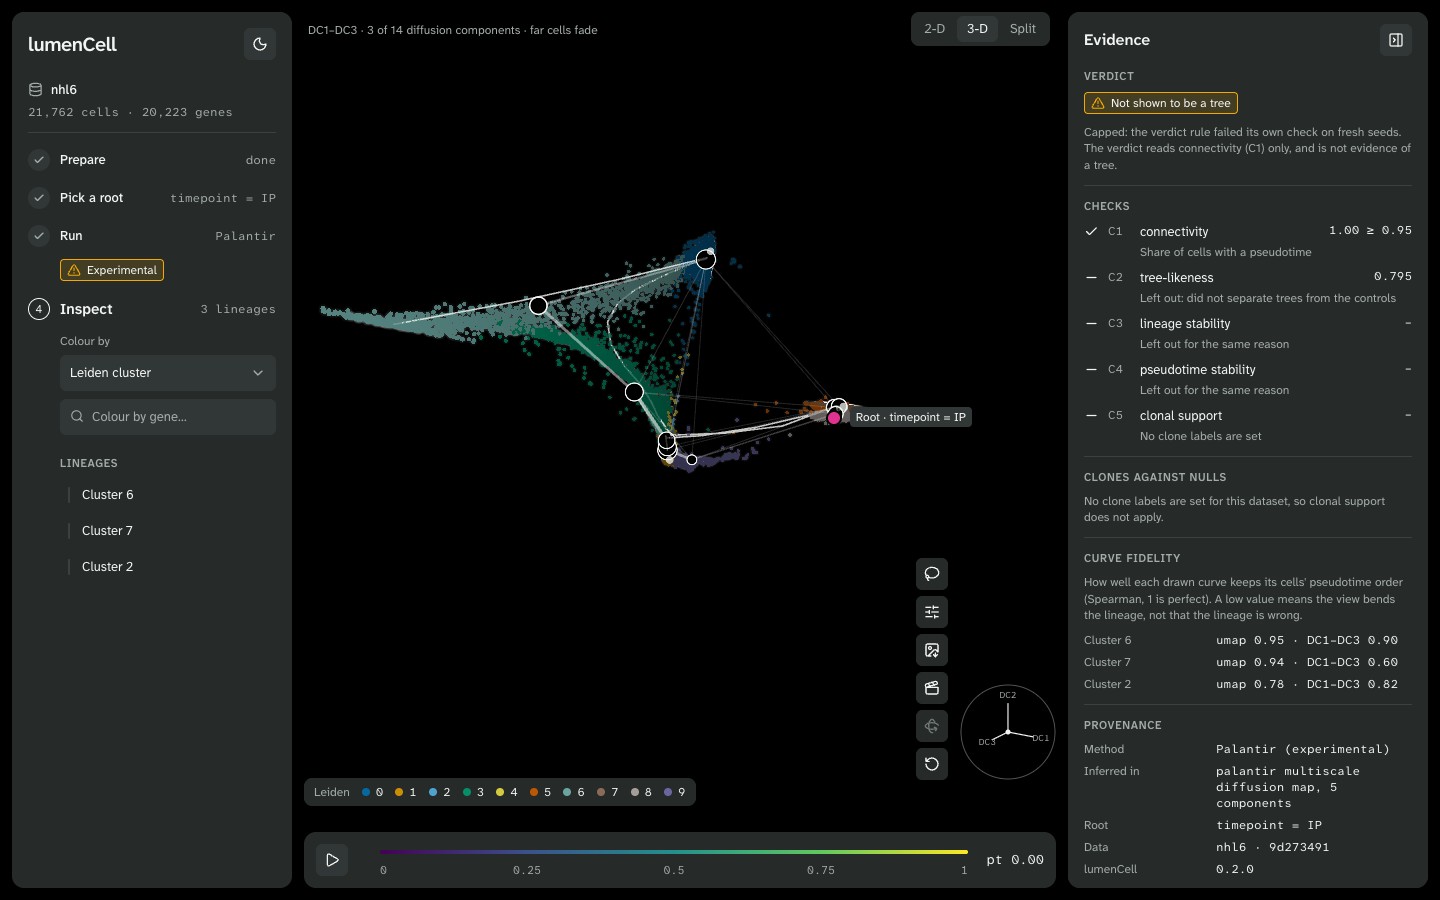 lumenCell
nhl6
21,762 cells · 20,223 genes
Prepare done
Pick a root timepoint = IP
Run Palantir
Experimental
4 Inspect 3 lineages
Colour by
Leiden cluster
Colour by gene…
LINEAGES
Cluster 6
Cluster 7
Cluster 2
DC1–DC3 · 3 of 14 diffusion components · far cells fade
2-D 3-D Split
Root · timepoint = IP
DC2
DC3 DC1
Leiden 0 1 2 3 4 5 6 7 8 9
pt 0.00
0 0.25 0.5 0.75 1
Evidence
VERDICT
Not shown to be a tree
Capped: the verdict rule failed its own check on fresh seeds.
The verdict reads connectivity (C1) only, and is not evidence of
a tree.
CHECKS
C1 connectivity 1.00 ≥ 0.95
Share of cells with a pseudotime
C2 tree-likeness 0.795
Left out: did not separate trees from the controls
C3 lineage stability –
Left out for the same reason
C4 pseudotime stability –
Left out for the same reason
C5 clonal support –
No clone labels are set
CLONES AGAINST NULLS
No clone labels are set for this dataset, so clonal support
does not apply.
CURVE FIDELITY
How well each drawn curve keeps its cells' pseudotime order
(Spearman, 1 is perfect). A low value means the view bends
the lineage, not that the lineage is wrong.
Cluster 6 umap 0.95 · DC1–DC3 0.90
Cluster 7 umap 0.94 · DC1–DC3 0.60
Cluster 2 umap 0.78 · DC1–DC3 0.82
PROVENANCE
Method Palantir (experimental)
Inferred in palantir multiscale
diffusion map, 5
components
Root timepoint = IP
Data nhl6 · 9d273491
lumenCell 0.2.0